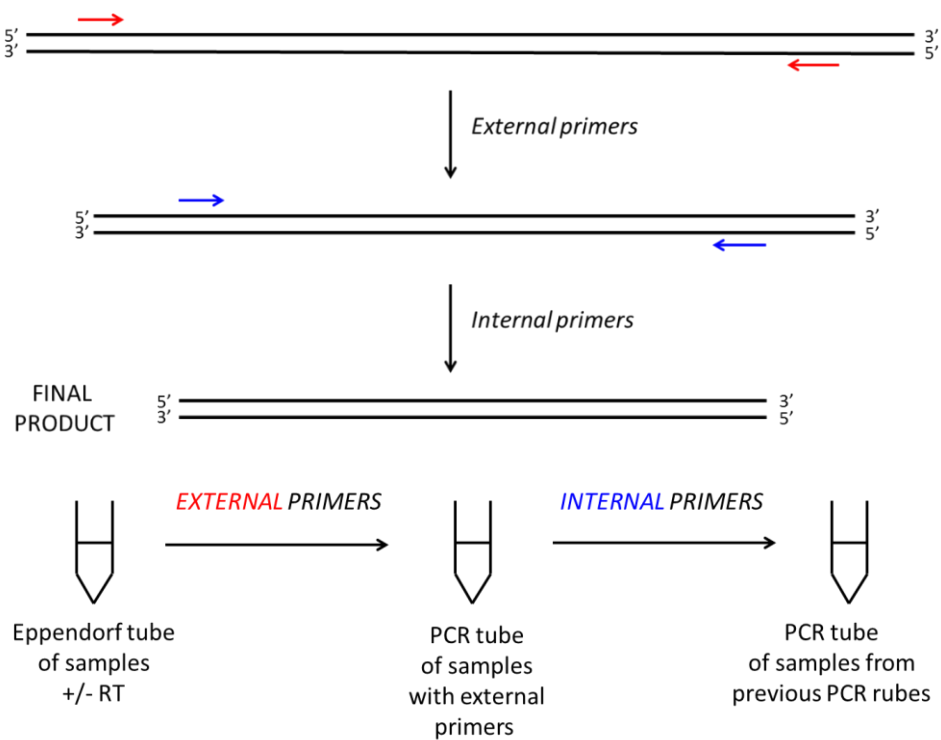 5’ 3’
3’ 5’
External primers
5’ 3’
3’ 5’
Internal primers
FINAL
PRODUCT
5’ 3’
3’ 5’
EXTERNAL PRIMERS
INTERNAL PRIMERS
Eppendorf tube
of samples
+/- RT
PCR tube
of samples
with external
primers
PCR tube
of samples from
previous PCR rubes